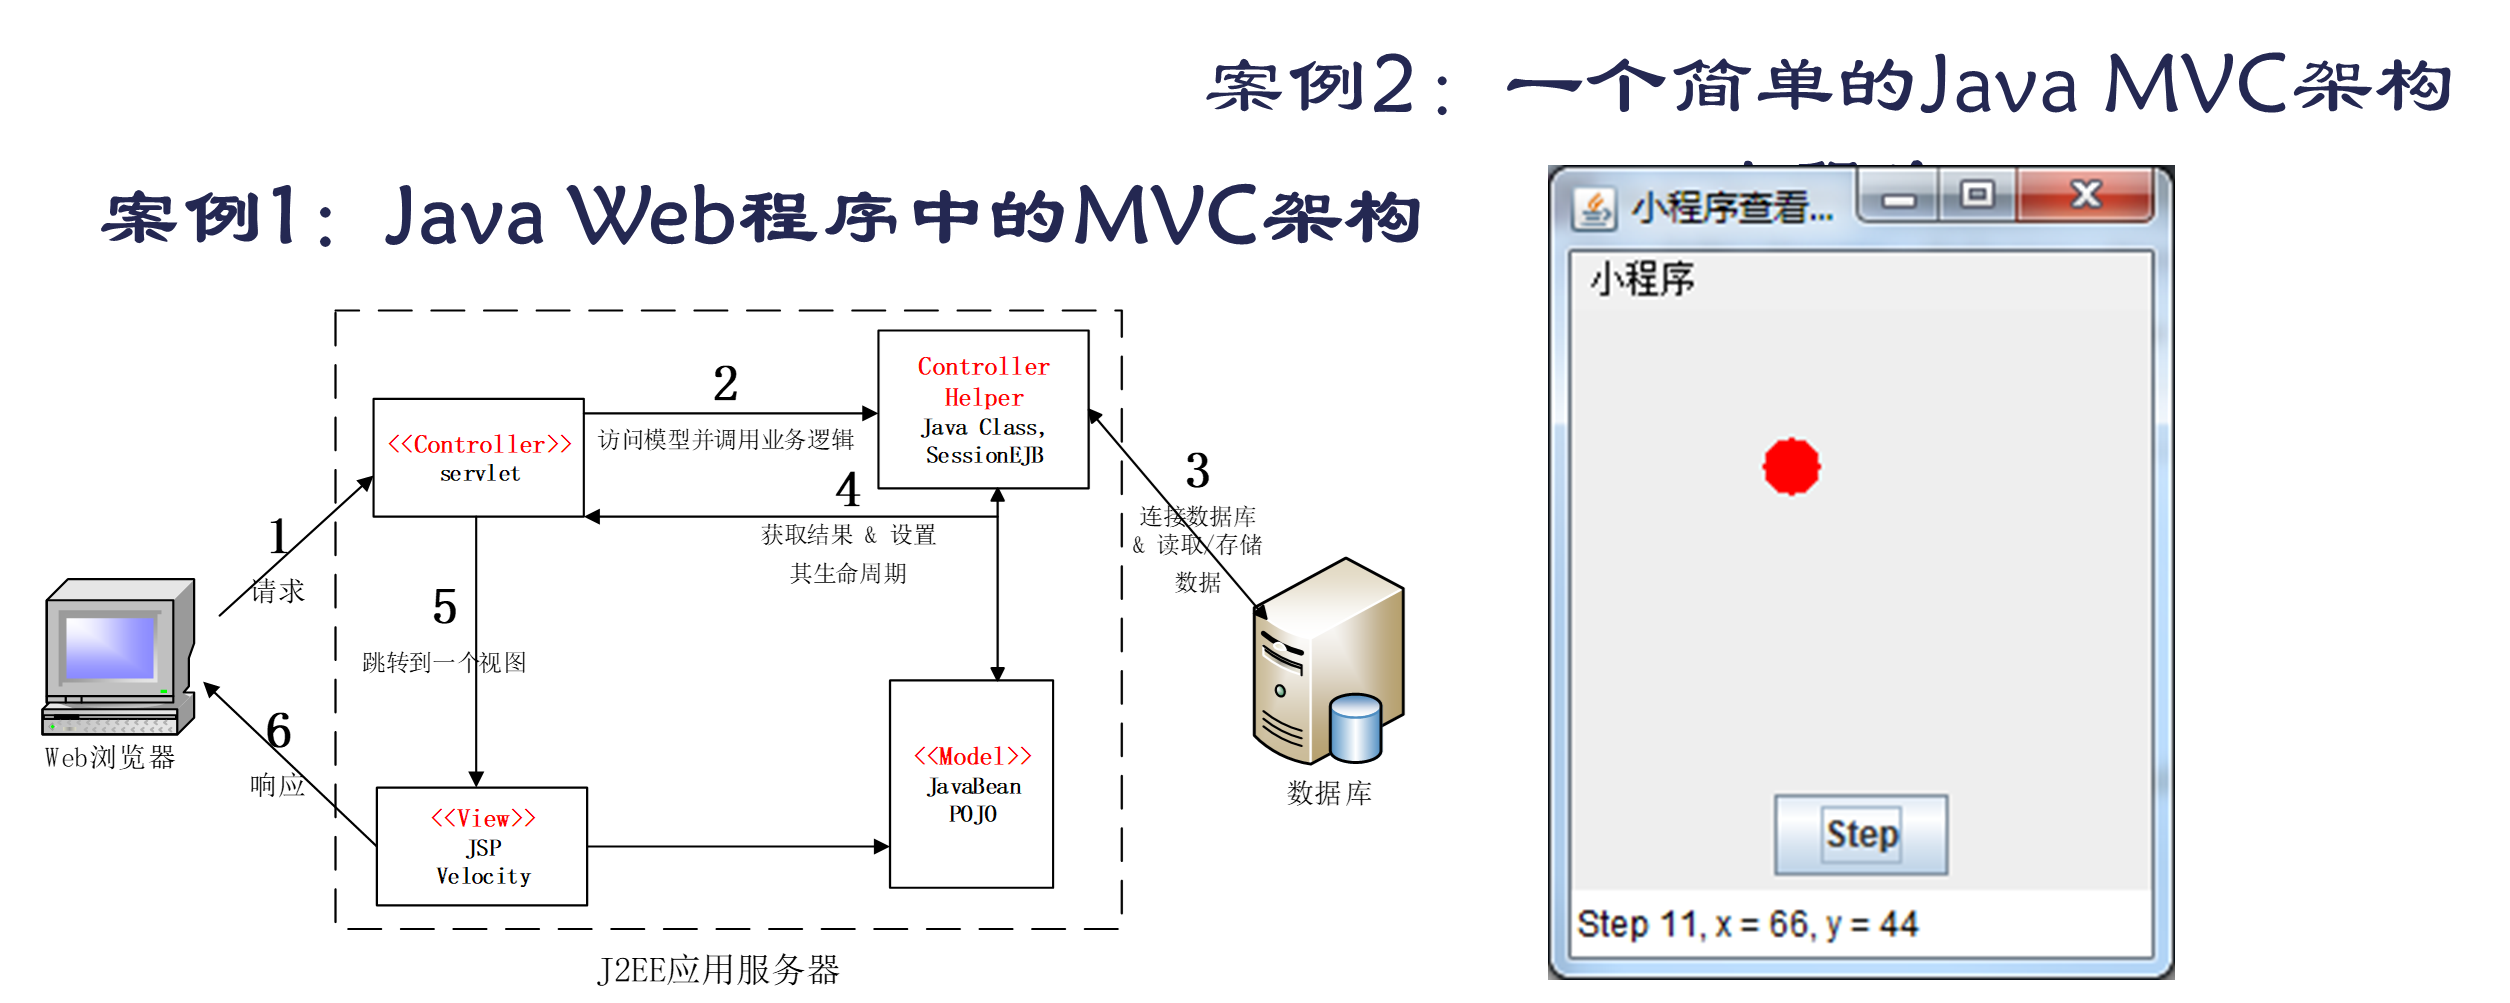 案例2：一个简单的Java MVC架构
案例1：Java Web程序中的MVC架构
<<Controller>>
servlet
2
访问模型并调用业务逻辑
Controller
Helper
Java Class,
SessionEJB
4
获取结果 & 设置
其生命周期
3
连接数据库
& 读取/存储
数据
1
请求
5
跳转到一个视图
6
响应
Web浏览器
<<View>>
JSP
Velocity
<<Model>>
JavaBean
POJO
数据库
J2EE应用服务器
小程序查看...
小程序
Step
Step 11, x = 66, y = 44